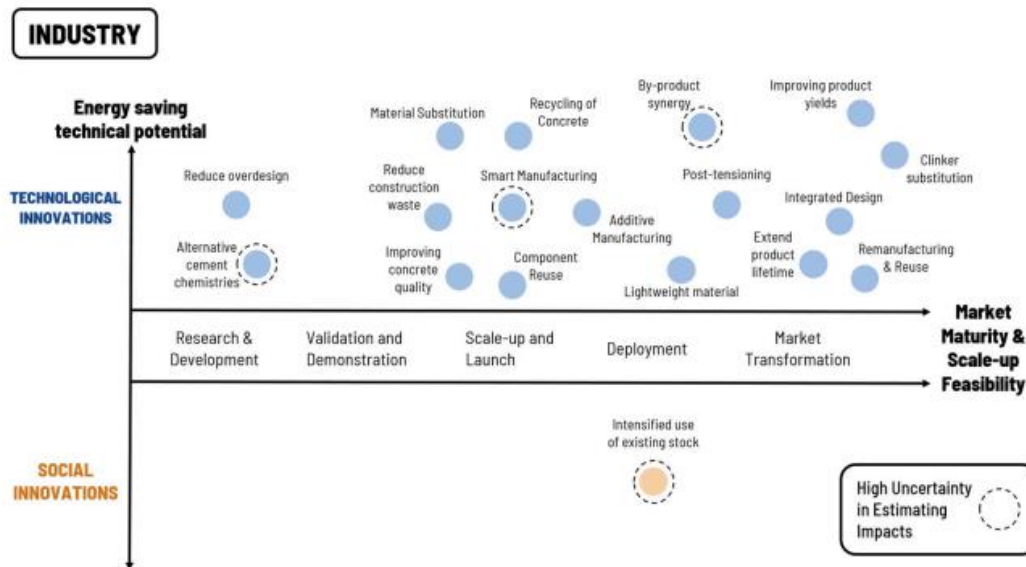 INDUSTRY
Energy saving
technical potential
TECHNOLOGICAL
INNOVATIONS
Reduce overdesign
Alternative
cement
chemistries
Material Substitution
Recycling of
Concrete
Reduce
construction
waste
Smart Manufacturing
Additive
Manufacturing
Improving
concrete
quality
Component
Reuse
By-product
synergy
Post-tensioning
Lightweight material
Improving product
yields
Clinker
substitution
Integrated Design
Extend
product
lifetime
Remanufacturing
& Reuse
Research &
Development
Validation and
Demonstration
Scale-up and
Launch
Deployment
Market
Transformation
Market
Maturity &
Scale-up
Feasibility
SOCIAL
INNOVATIONS
Intensified use
of existing stock
High Uncertainty
in Estimating
Impacts